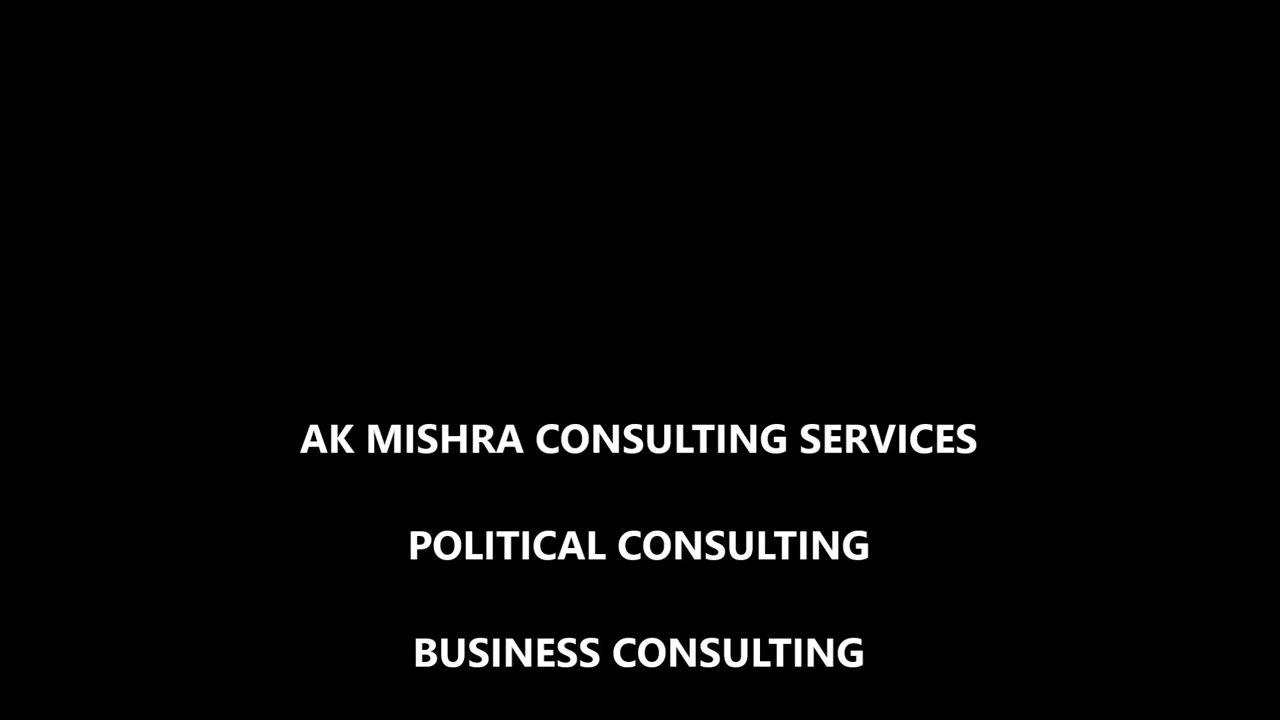 AK MISHRA CONSULTING SERVICES
POLITICAL CONSULTING
BUSINESS CONSULTING